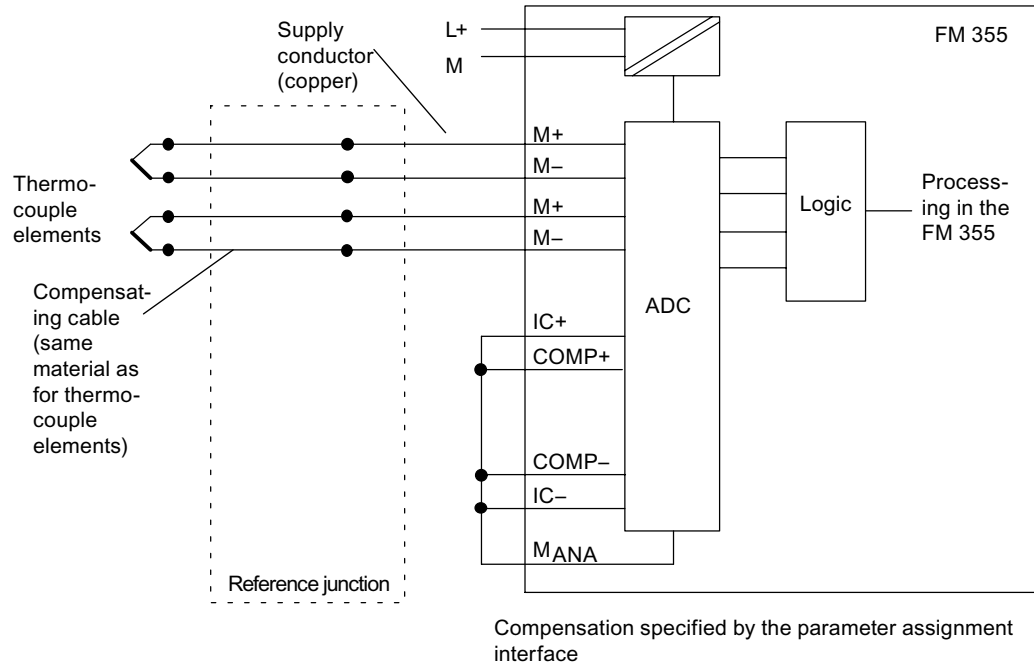 Supply
conductor
(copper)
L+
M
FM 355
M+
M–
M+
M–
Thermo-
couple
elements
Logic
Process-
ing in the
FM 355
Compensat-
ing cable
(same
material as
for thermo-
couple
elements)
ADC
IC+
COMP+
COMP–
IC–
MANA
Reference junction
Compensation specified by the parameter assignment
interface